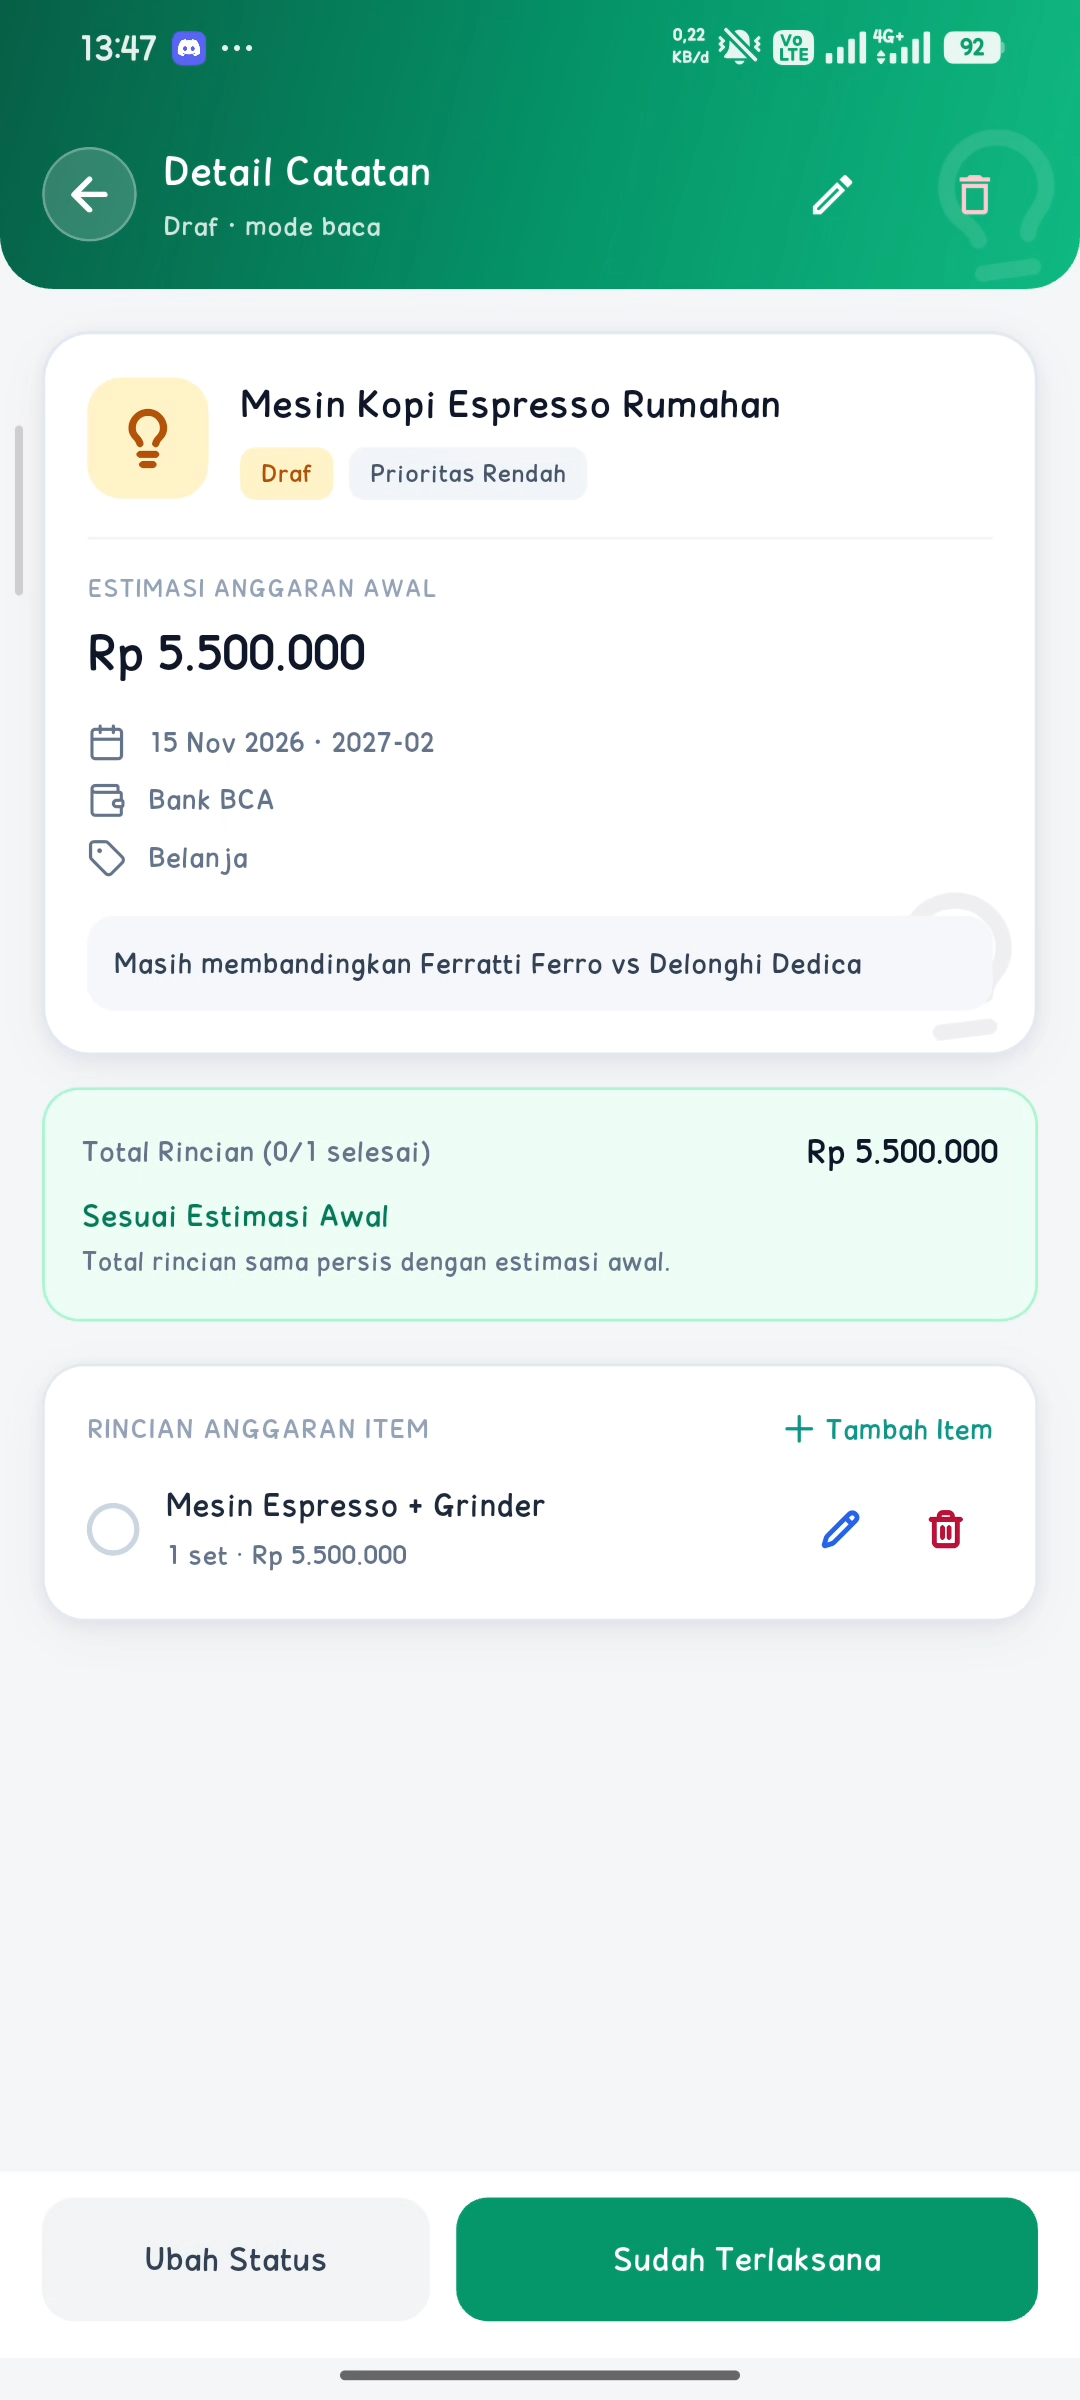 13:47
0,22 KB/d
Vo LTE
4G+
92
Detail Catatan
Draf · mode baca
Mesin Kopi Espresso Rumahan
Draf
Prioritas Rendah
ESTIMASI ANGGARAN AWAL
Rp 5.500.000
15 Nov 2026 · 2027-02
Bank BCA
Belanja
Masih membandingkan Ferratti Ferro vs Delonghi Dedica
Total Rincian (0/1 selesai)
Rp 5.500.000
Sesuai Estimasi Awal
Total rincian sama persis dengan estimasi awal.
RINCIAN ANGGARAN ITEM
Tambah Item
Mesin Espresso + Grinder
1 set · Rp 5.500.000
Ubah Status
Sudah Terlaksana